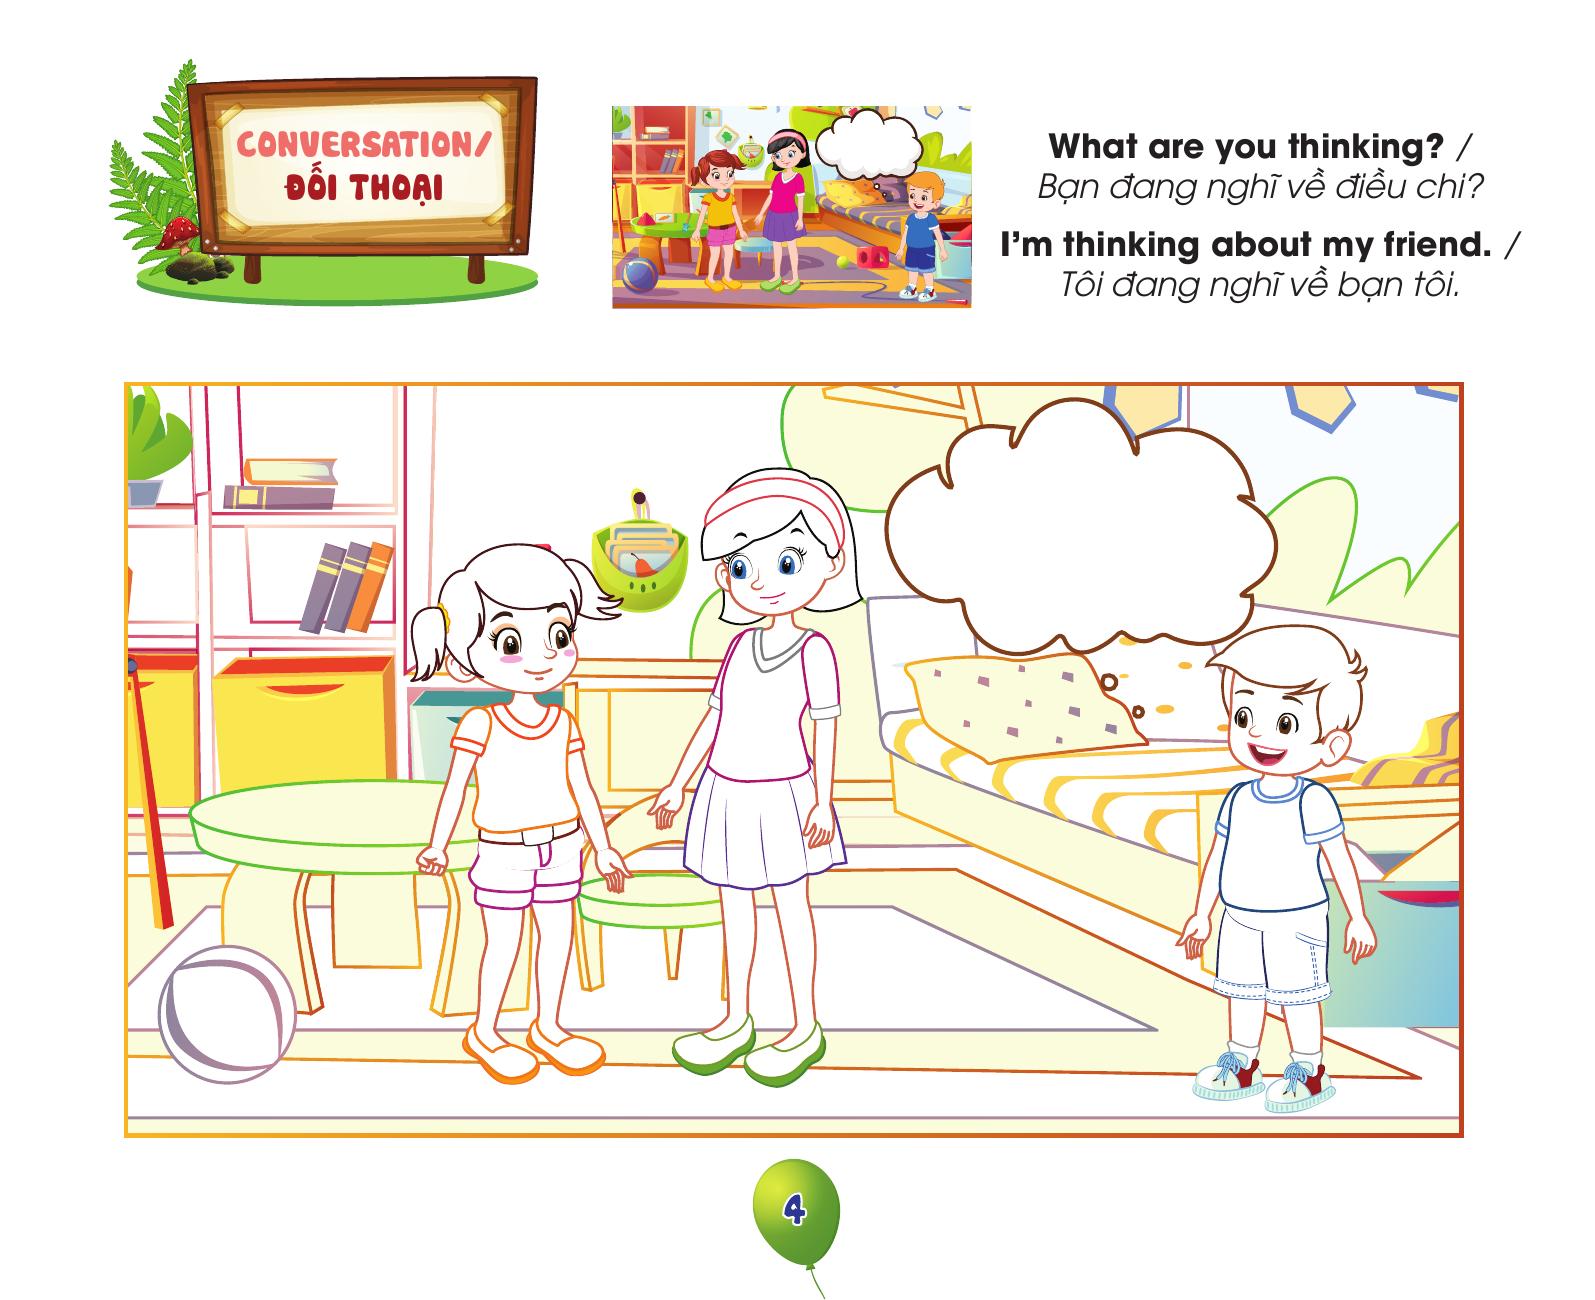 CONVERSATION/
ĐỐI THOẠI
What are you thinking? /
Bạn đang nghĩ về điều chi?
I'm thinking about my friend. /
Tôi đang nghĩ về bạn tôi.
4